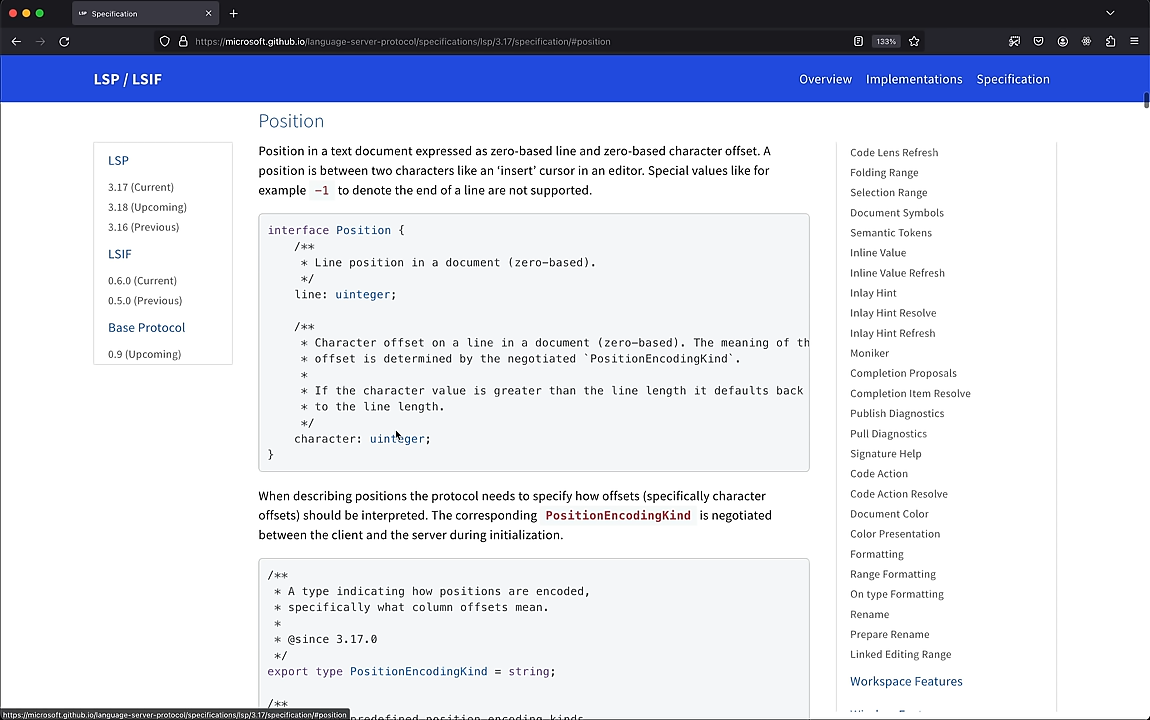 LSP Specification
https://microsoft.github.io/language-server-protocol/specifications/lsp/3.17/specification/#position
133%
LSP / LSIF
Overview
Implementations
Specification
LSP
3.17 (Current)
3.18 (Upcoming)
3.16 (Previous)
LSIF
0.6.0 (Current)
0.5.0 (Previous)
Base Protocol
0.9 (Upcoming)
Position
Position in a text document expressed as zero-based line and zero-based character offset. A
position is between two characters like an ‘insert’ cursor in an editor. Special values like for
example -1 to denote the end of a line are not supported.
interface Position {
/**
* Line position in a document (zero-based).
*/
line: uinteger;
/**
* Character offset on a line in a document (zero-based). The meaning of th
* offset is determined by the negotiated `PositionEncodingKind`.
*
* If the character value is greater than the line length it defaults back
* to the line length.
*/
character: uinteger;
}
When describing positions the protocol needs to specify how offsets (specifically character
offsets) should be interpreted. The corresponding PositionEncodingKind is negotiated
between the client and the server during initialization.
/**
* A type indicating how positions are encoded,
* specifically what column offsets mean.
*
* @since 3.17.0
*/
export type PositionEncodingKind = string;
/**
predefined position encoding kinds
Code Lens Refresh
Folding Range
Selection Range
Document Symbols
Semantic Tokens
Inline Value
Inline Value Refresh
Inlay Hint
Inlay Hint Resolve
Inlay Hint Refresh
Moniker
Completion Proposals
Completion Item Resolve
Publish Diagnostics
Pull Diagnostics
Signature Help
Code Action
Code Action Resolve
Document Color
Color Presentation
Formatting
Range Formatting
On type Formatting
Rename
Prepare Rename
Linked Editing Range
Workspace Features
https://microsoft.github.io/language-server-protocol/specifications/lsp/3.17/specification/#position